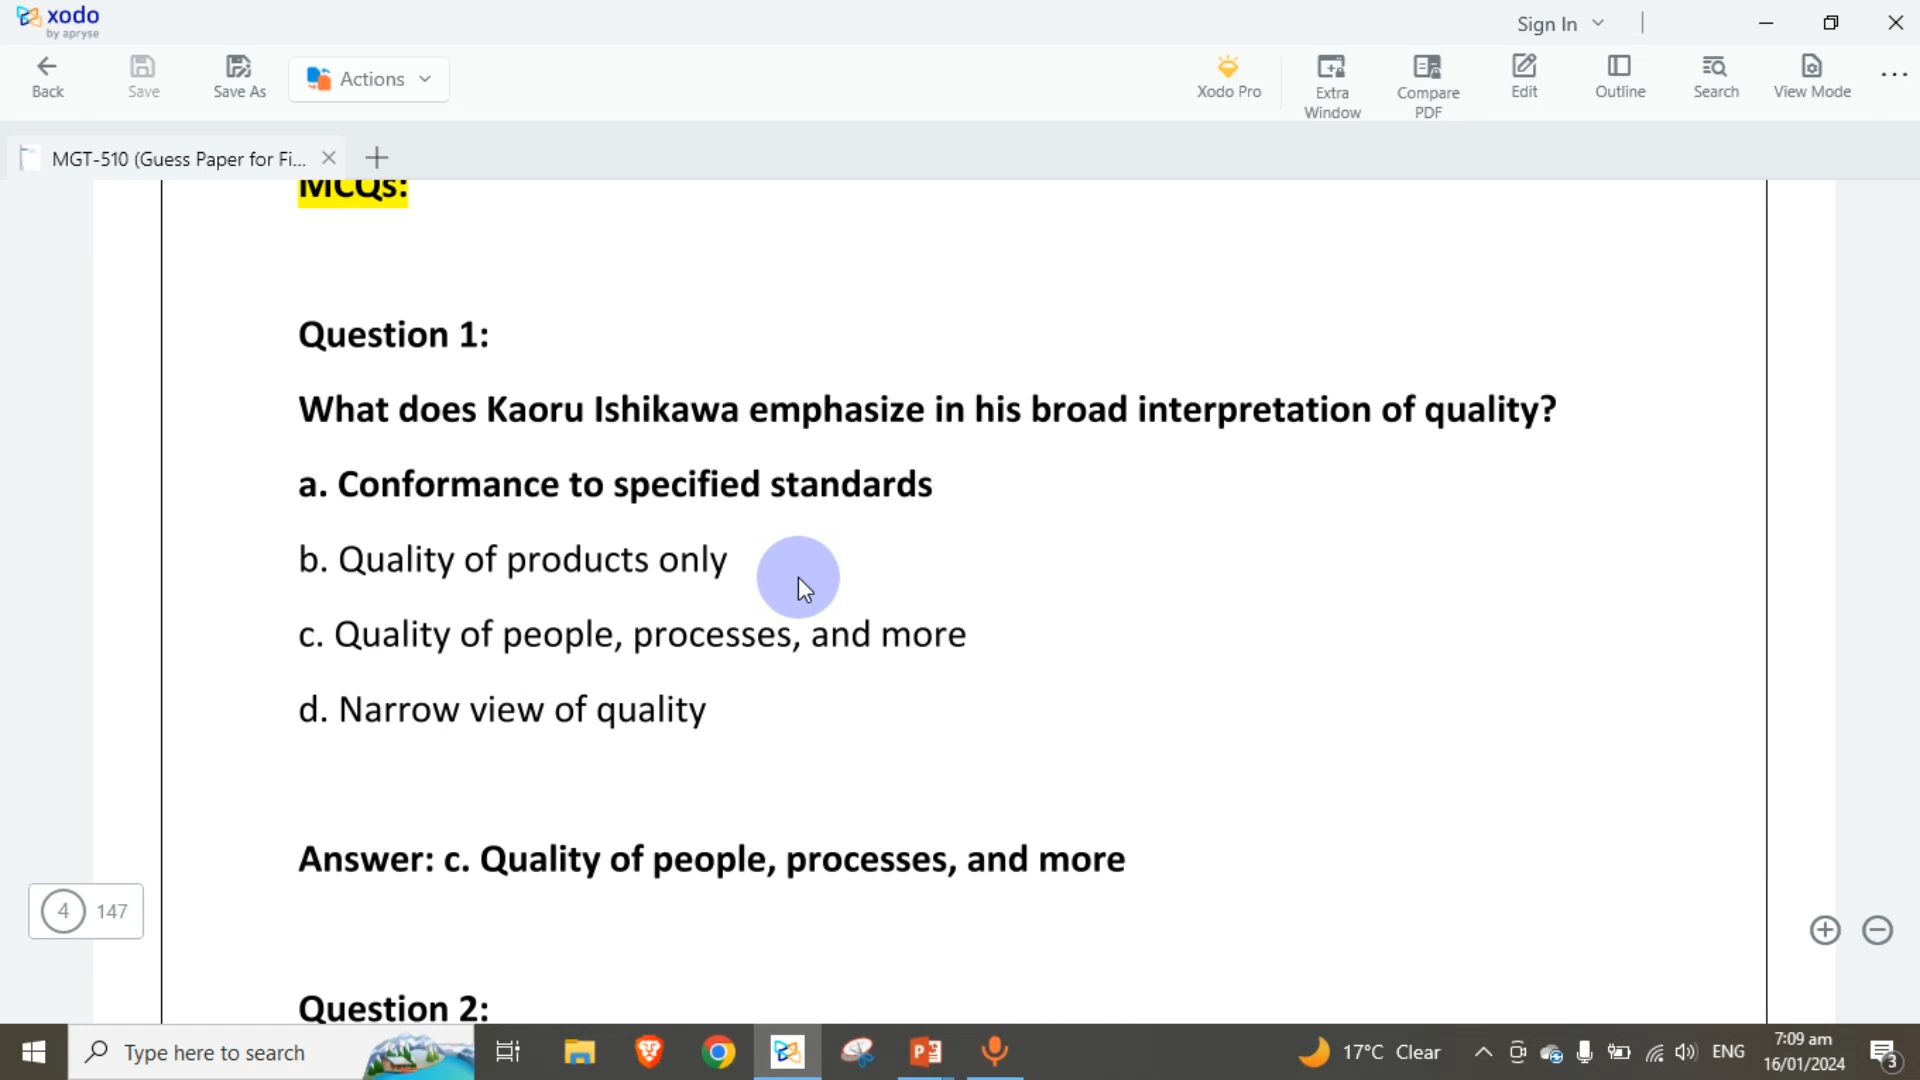 xodo
by apryse
Sign In
Back
Save
Save As
Actions
Xodo Pro
Extra Window
Compare PDF
Edit
Outline
Search
View Mode
MGT-510 (Guess Paper for Fi...
MCQs:
Question 1:
What does Kaoru Ishikawa emphasize in his broad interpretation of quality?
a. Conformance to specified standards
b. Quality of products only
c. Quality of people, processes, and more
d. Narrow view of quality
Answer: c. Quality of people, processes, and more
4 147
Question 2:
Type here to search
17°C Clear
ENG
7:09 am
16/01/2024
3